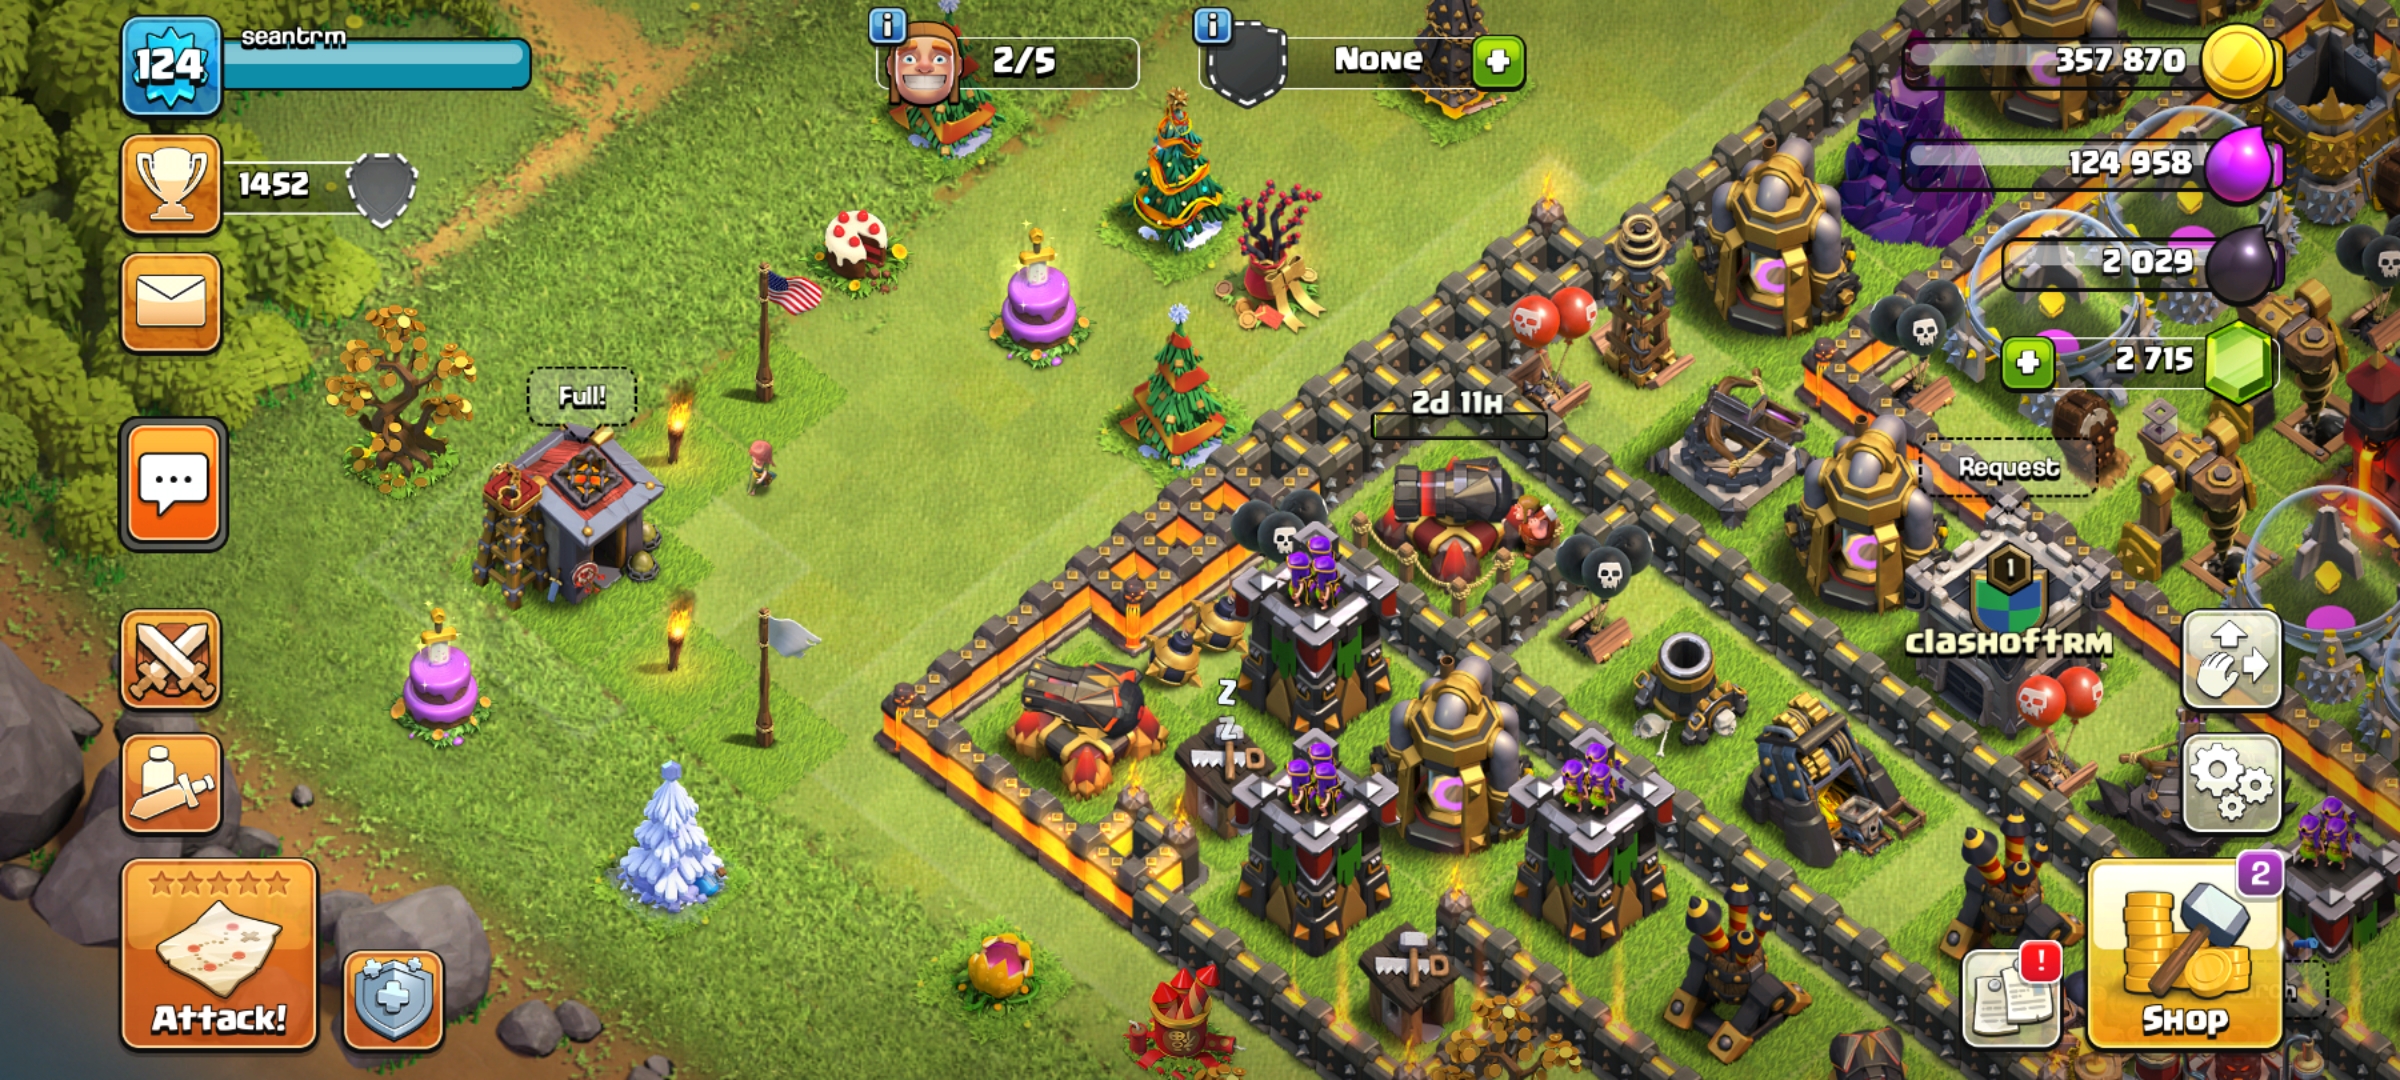 124
seantrm
2/5
None
357 870
1452
124 958
2 029
2 715
Full!
2d 11H
Request
1
clashoftrm
Z
Z
2
!
Attack!
Shop